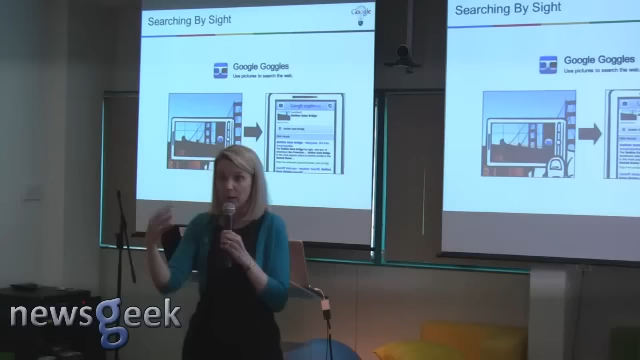 Searching By Sight
Google
Google Goggles
Use pictures to search the web.
Searching By Sight
Google Goggles
Use pictures to search the web.
newsgeek